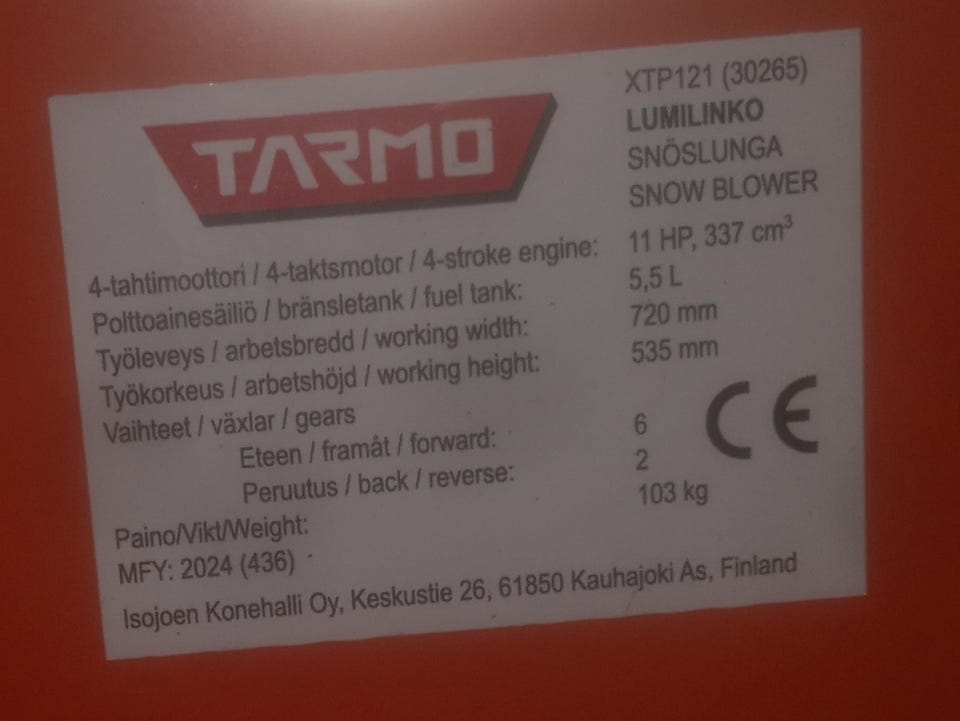 TARMO
XTP121 (30265)
LUMILINKO
SNÖSLUNGA
SNOW BLOWER
4-tahtimoottori / 4-taktsmotor / 4-stroke engine: 11 HP, 337 cm³
Polttoainesäiliö / bränsletank / fuel tank: 5,5 L
Työleveys / arbetsbredd / working width: 720 mm
Työkorkeus / arbetshöjd / working height: 535 mm
Vaihteet / växlar / gears
Eteen / framåt / forward: 6
Peruutus / back / reverse: 2
Paino/Vikt/Weight: 103 kg
CE
MFY: 2024 (436)
Isojoen Konehalli Oy, Keskustie 26, 61850 Kauhajoki As, Finland